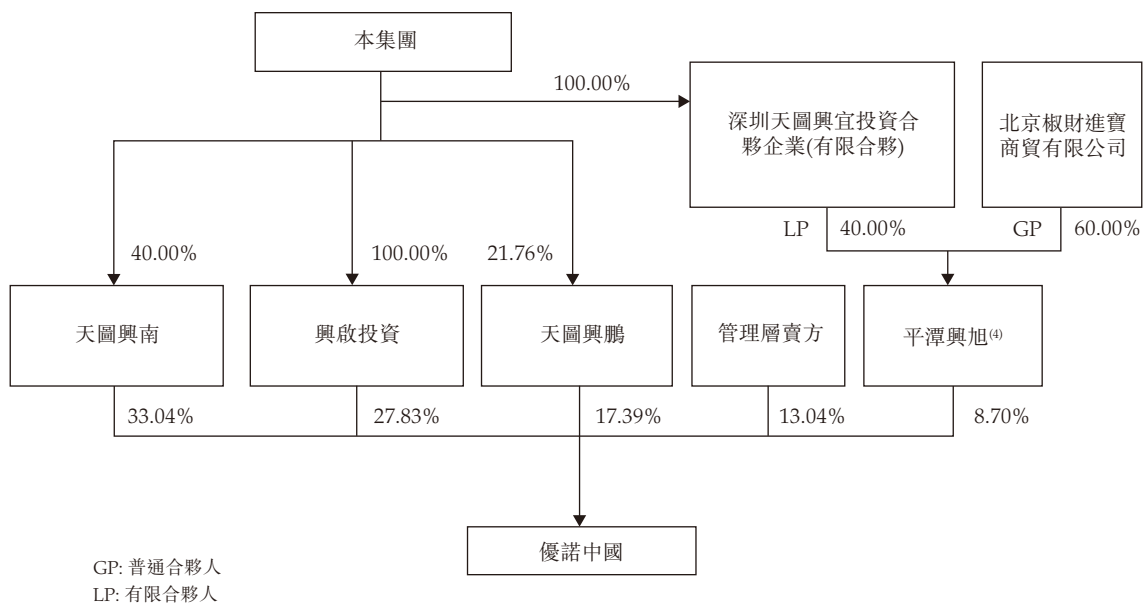 本集團
100.00%
深圳天圖興宜投資合
夥企業(有限合夥)
北京椒財進寶
商貿有限公司
LP 40.00%
GP 60.00%
40.00%
100.00%
21.76%
天圖興南
興啟投資
天圖興鵬
管理層賣方
平潭興旭(4)
33.04%
27.83%
17.39%
13.04%
8.70%
優諾中國
GP: 普通合夥人
LP: 有限合夥人